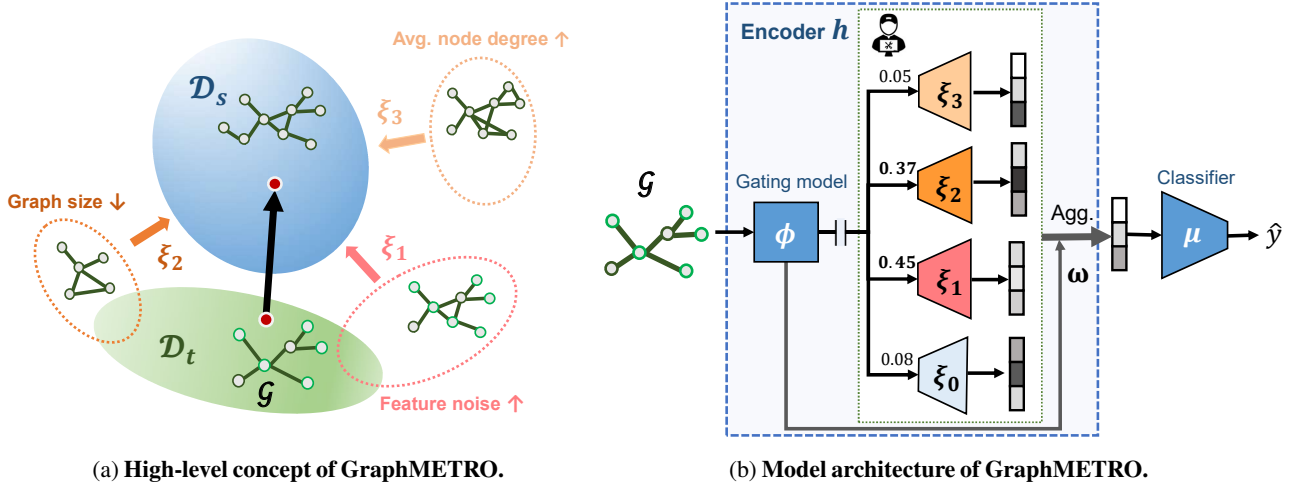 Avg. node degree ↑
𝒟ₛ
ξ₃
Graph size ↓
ξ₂
ξ₁
𝒟ₜ
𝒢
Feature noise ↑
(a) High-level concept of GraphMETRO.
Encoder h
0.05
ξ₃
0.37
ξ₂
𝒢
Gating model
ϕ
0.45
ξ₁
0.08
ξ₀
Agg.
ω
Classifier
μ
ŷ
(b) Model architecture of GraphMETRO.